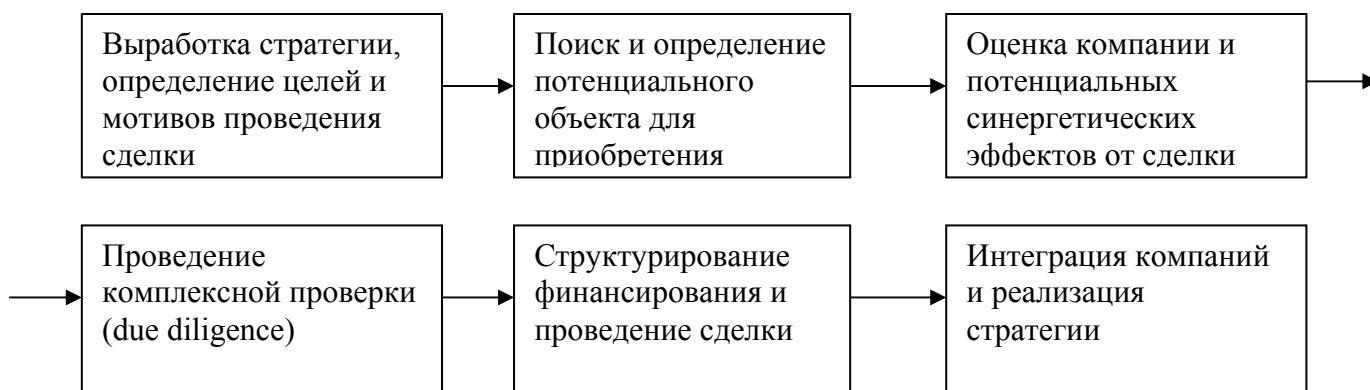 Выработка стратегии,
определение целей и
мотивов проведения
сделки
Поиск и определение
потенциального
объекта для
приобретения
Оценка компании и
потенциальных
синергетических
эффектов от сделки
Проведение
комплексной проверки
(due diligence)
Структурирование
финансирования и
проведение сделки
Интеграция компаний
и реализация
стратегии